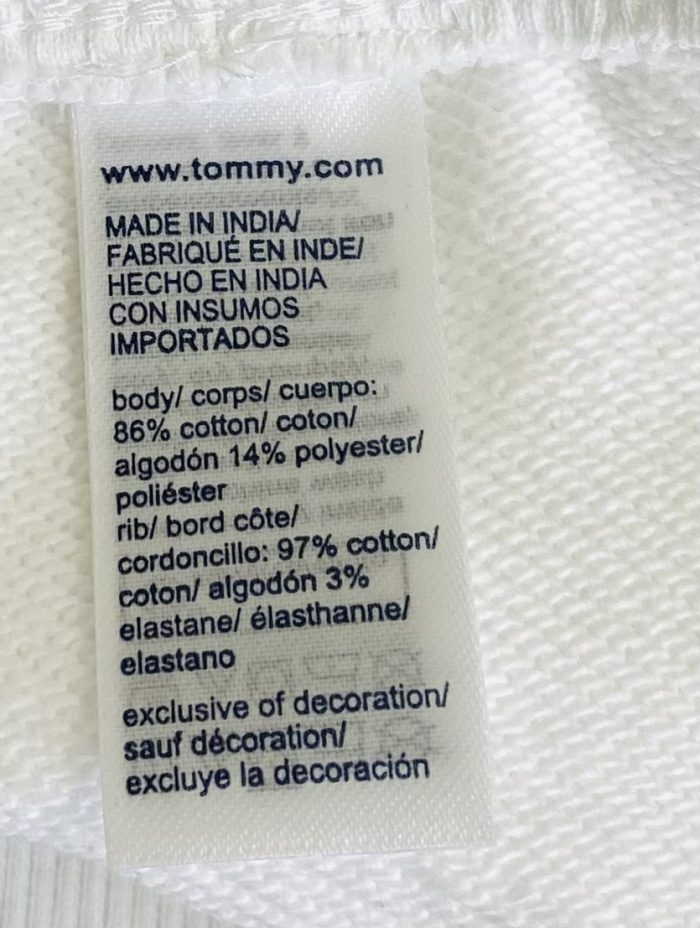 www.tommy.com
MADE IN INDIA/
FABRIQUÉ EN INDE/
HECHO EN INDIA
CON INSUMOS
IMPORTADOS
body/ corps/ cuerpo:
86% cotton/ coton/
algodón 14% polyester/
poliéster
rib/ bord côte/
cordoncillo: 97% cotton/
coton/ algodón 3%
elastane/ élasthanne/
elastano
exclusive of decoration/
sauf décoration/
excluye la decoración